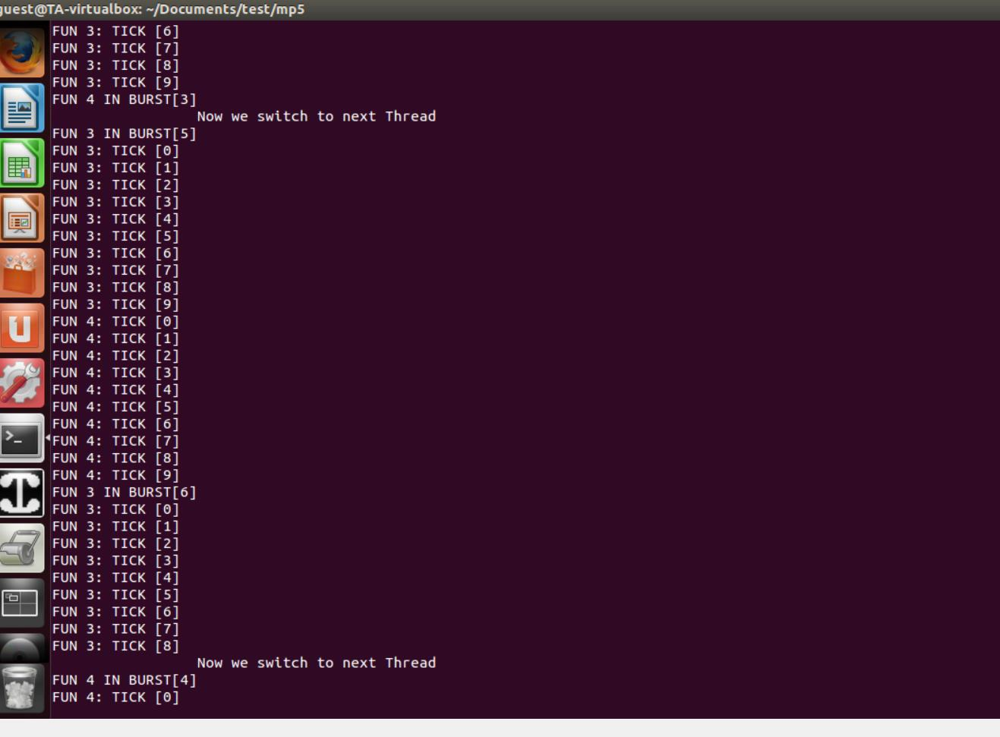 guest@TA-virtualbox: ~/Documents/test/mp5
FUN 3: TICK [6]
FUN 3: TICK [7]
FUN 3: TICK [8]
FUN 3: TICK [9]
FUN 4 IN BURST[3]
Now we switch to next Thread
FUN 3 IN BURST[5]
FUN 3: TICK [0]
FUN 3: TICK [1]
FUN 3: TICK [2]
FUN 3: TICK [3]
FUN 3: TICK [4]
FUN 3: TICK [5]
FUN 3: TICK [6]
FUN 3: TICK [7]
FUN 3: TICK [8]
FUN 3: TICK [9]
FUN 4: TICK [0]
FUN 4: TICK [1]
FUN 4: TICK [2]
FUN 4: TICK [3]
FUN 4: TICK [4]
FUN 4: TICK [5]
FUN 4: TICK [6]
FUN 4: TICK [7]
FUN 4: TICK [8]
FUN 4: TICK [9]
FUN 3 IN BURST[6]
FUN 3: TICK [0]
FUN 3: TICK [1]
FUN 3: TICK [2]
FUN 3: TICK [3]
FUN 3: TICK [4]
FUN 3: TICK [5]
FUN 3: TICK [6]
FUN 3: TICK [7]
FUN 3: TICK [8]
Now we switch to next Thread
FUN 4 IN BURST[4]
FUN 4: TICK [0]